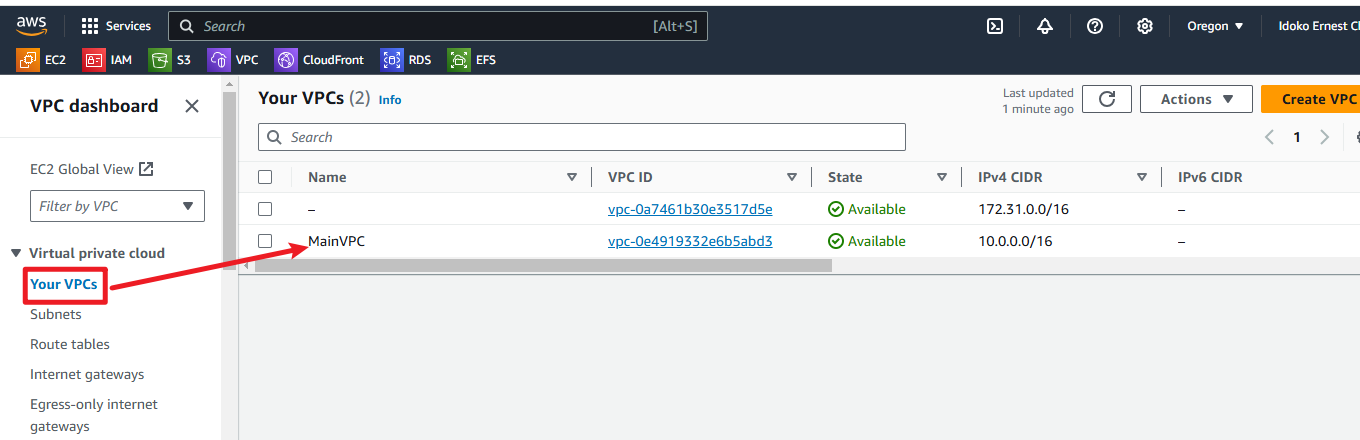 aws Services Search [Alt+S] Oregon Idoko Ernest
EC2 IAM S3 VPC CloudFront RDS EFS
VPC dashboard
EC2 Global View
Filter by VPC
Virtual private cloud
Your VPCs
Subnets
Route tables
Internet gateways
Egress-only internet
gateways
Your VPCs (2) Info
Last updated
1 minute ago
Actions
Create VPC
Search
1
Name VPC ID State IPv4 CIDR IPv6 CIDR
– vpc-0a7461b30e3517d5e Available 172.31.0.0/16 –
MainVPC vpc-0e4919332e6b5abd3 Available 10.0.0.0/16 –